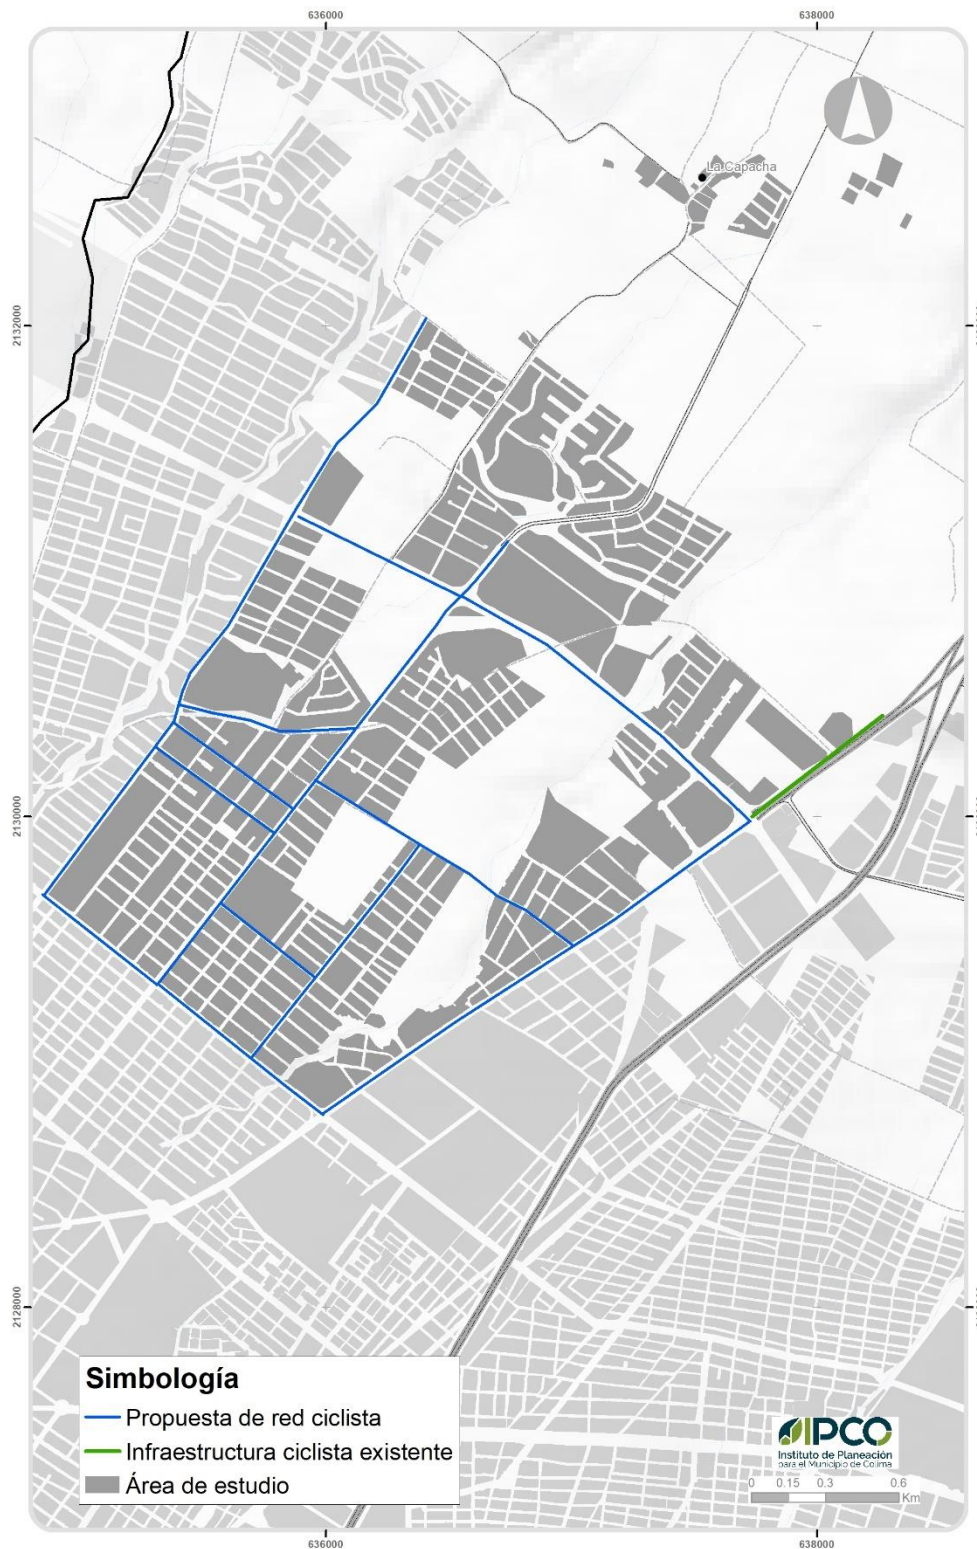 636000
638000
La Capacha
2132000
2130000
2128000
Simbología
Propuesta de red ciclista
Infraestructura ciclista existente
Área de estudio
IPCO
Instituto de Planeación
para el Municipio de Colima
0 0.15 0.3 0.6
Km
636000
638000